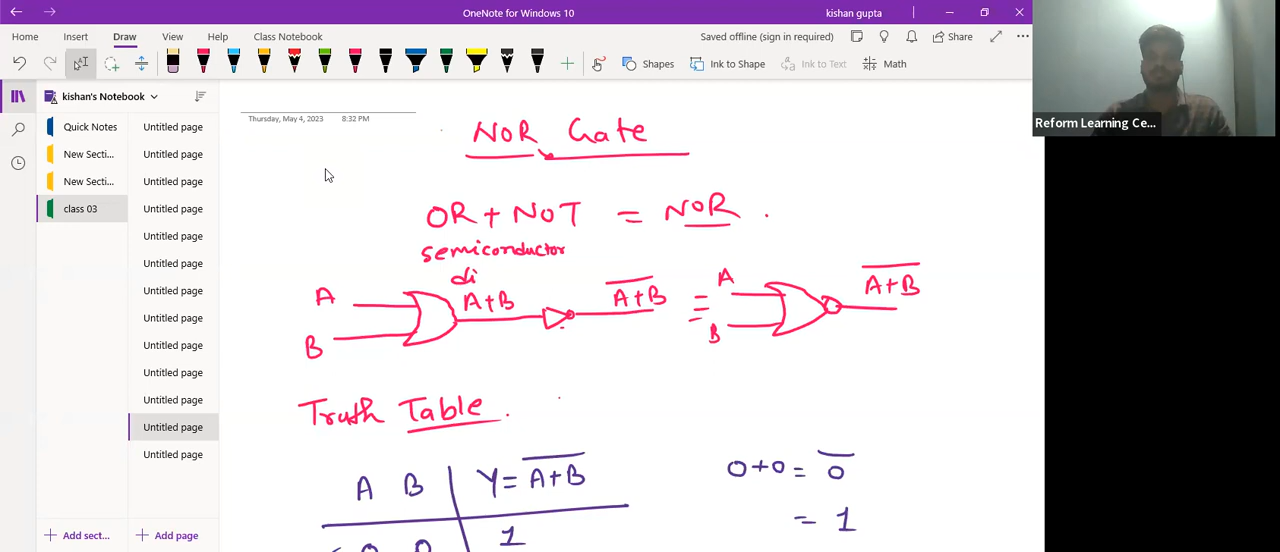 OneNote for Windows 10
kishan gupta
Home
Insert
Draw
View
Help
Class Notebook
Saved offline (sign in required)
Share
Shapes
Ink to Shape
Ink to Text
Math
kishan's Notebook
Quick Notes
New Secti...
New Secti...
class 03
Untitled page
Untitled page
Untitled page
Untitled page
Untitled page
Untitled page
Untitled page
Untitled page
Untitled page
Untitled page
Untitled page
Untitled page
Untitled page
Add sect...
Add page
Thursday, May 4, 2023 8:32 PM
NOR Gate
OR + NOT = NOR .
semiconductor
di
A
B
A+B
A̅+̅B̅
=
A
B
A̅+̅B̅
Truth Table .
A B Y = A̅+̅B̅
0 0 1
0+0 = 0̅
= 1
Reform Learning Ce...